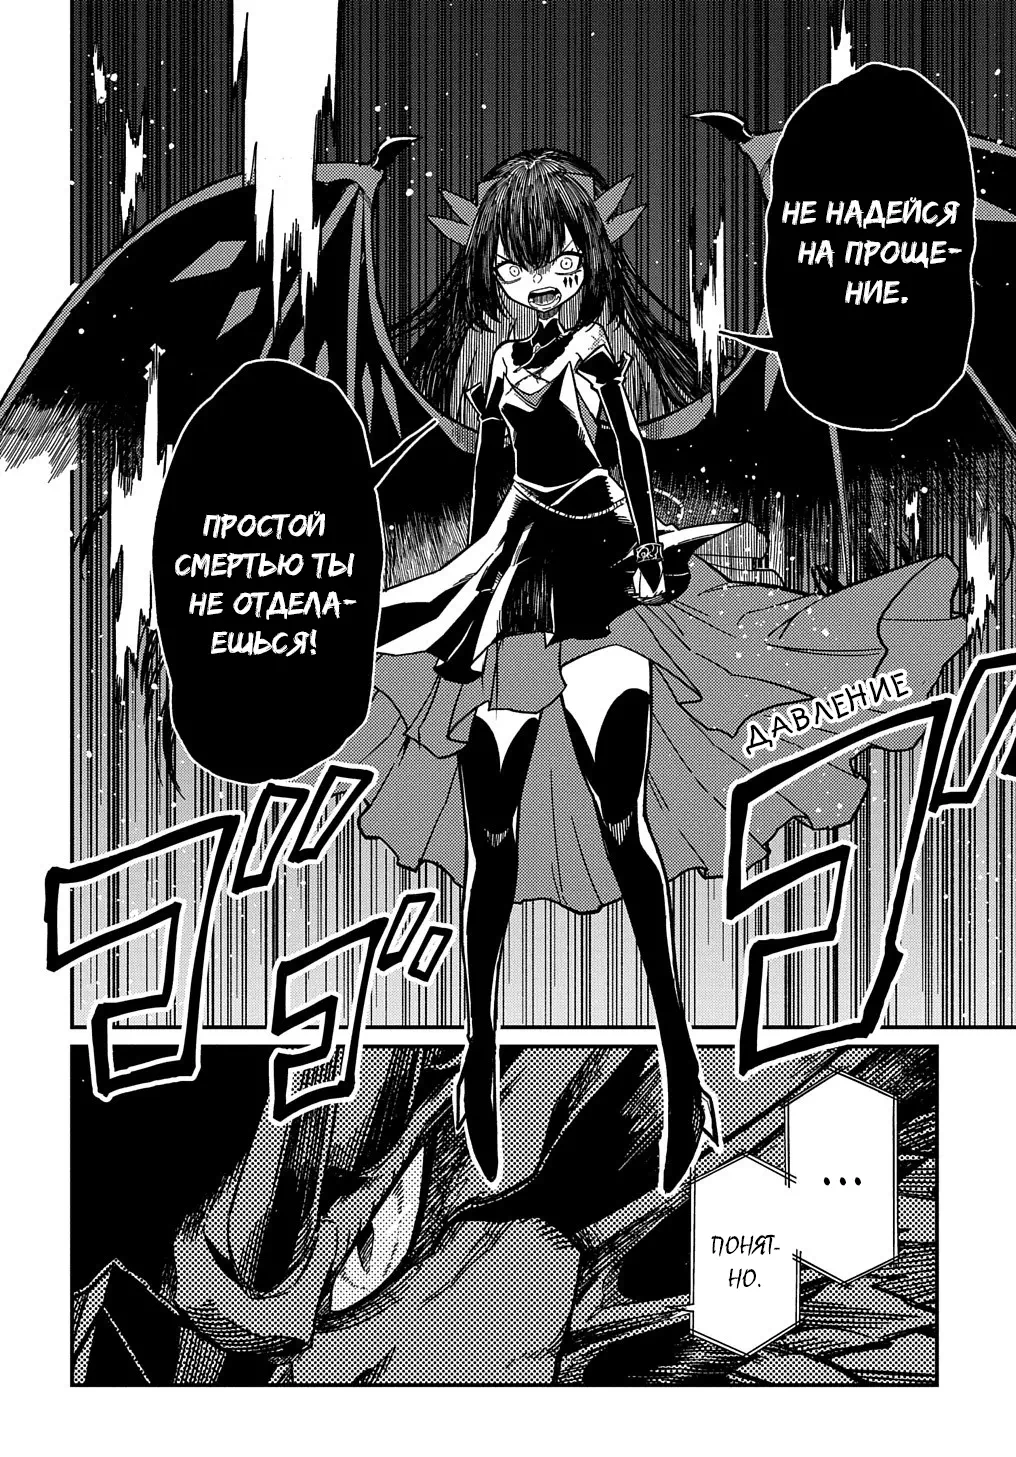 НЕ НАДЕЙСЯ
НА ПРОЩЕ-
НИЕ.
ПРОСТОЙ
СМЕРТЬЮ ТЫ
НЕ ОТДЕЛА-
ЕШЬСЯ!
ДАВЛЕНИЕ
ゴゴゴゴ
...
ПОНЯТ-
НО.